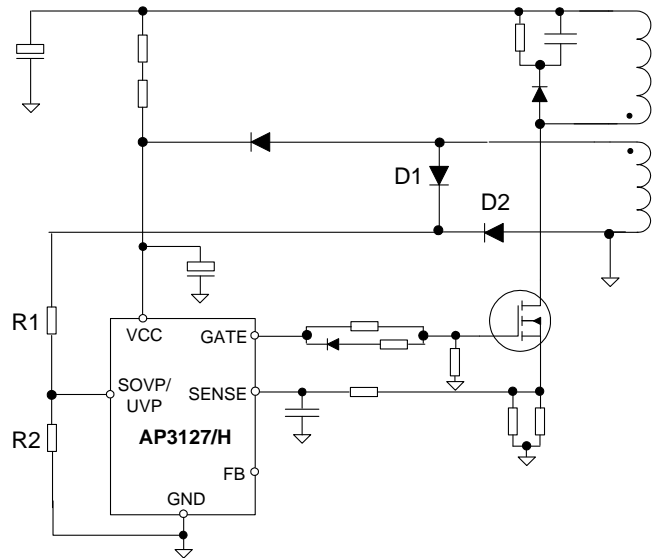 D1
D2
R1
VCC
GATE
SOVP/
UVP
SENSE
R2
AP3127/H
FB
GND